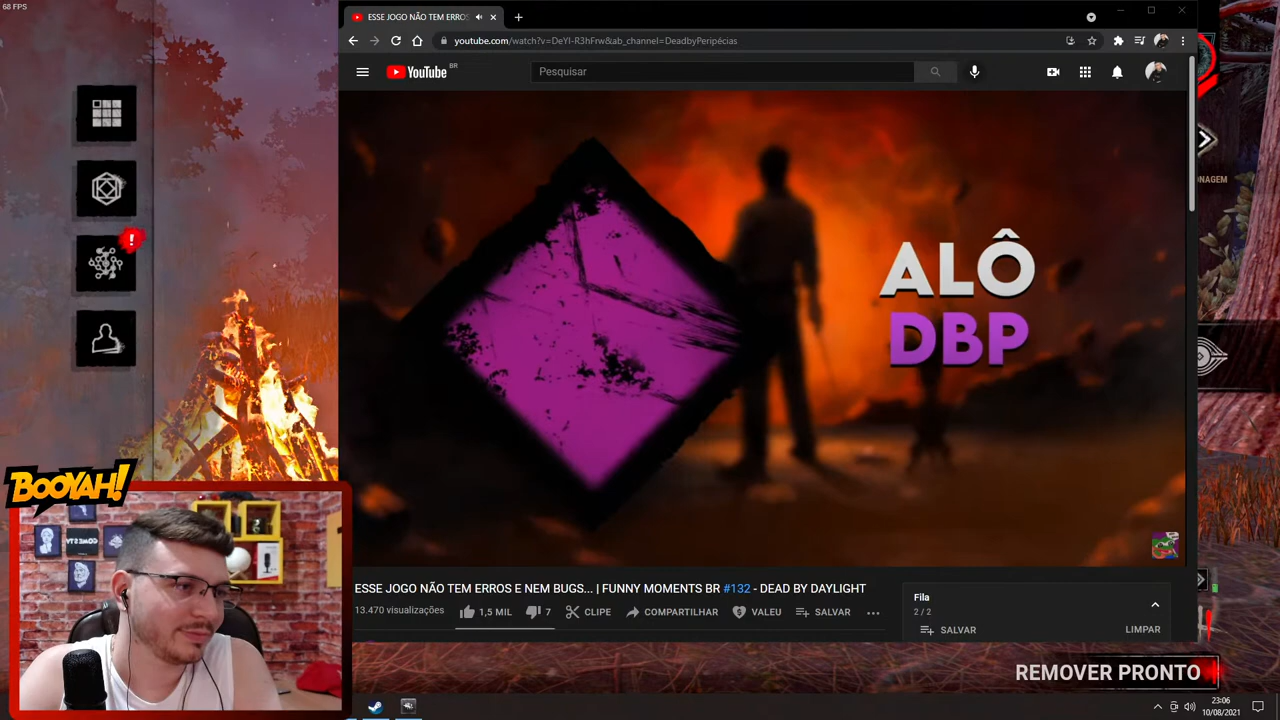 68 FPS
ESSE JOGO NÃO TEM ERROS
youtube.com/watch?v=DeYI-R3hFrw&ab_channel=DeadbyPeripécias
YouTube BR
Pesquisar
ONAGEM
ALÔ
DBP
BOOYAH!
ESSE JOGO NÃO TEM ERROS E NEM BUGS... | FUNNY MOMENTS BR #132 - DEAD BY DAYLIGHT
13.470 visualizações
1,5 MIL
7
CLIPE
COMPARTILHAR
VALEU
SALVAR
Fila
2 / 2
SALVAR
LIMPAR
REMOVER PRONTO
23:06
10/08/2021